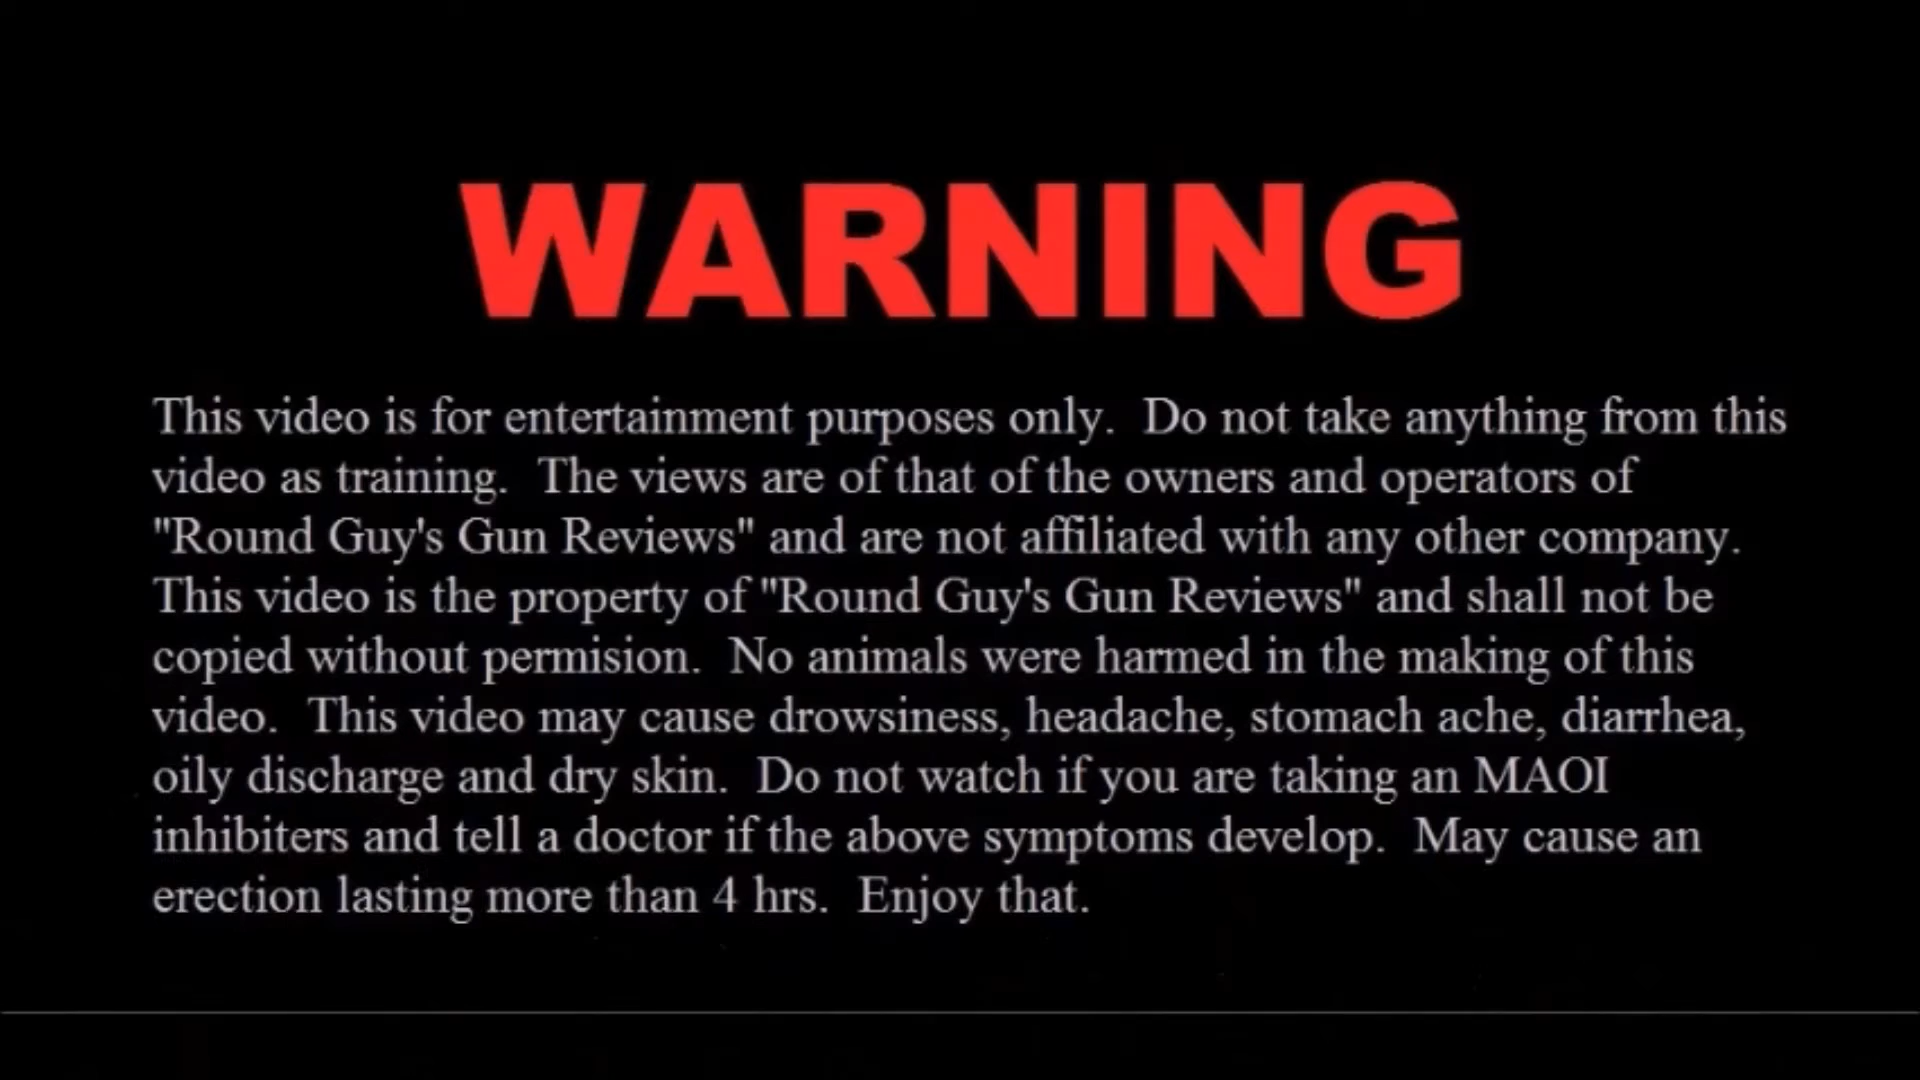 WARNING
This video is for entertainment purposes only.  Do not take anything from this
video as training.  The views are of that of the owners and operators of
"Round Guy's Gun Reviews" and are not affiliated with any other company.
This video is the property of "Round Guy's Gun Reviews" and shall not be
copied without permision.  No animals were harmed in the making of this
video.  This video may cause drowsiness, headache, stomach ache, diarrhea,
oily discharge and dry skin.  Do not watch if you are taking an MAOI
inhibiters and tell a doctor if the above symptoms develop.  May cause an
erection lasting more than 4 hrs.  Enjoy that.